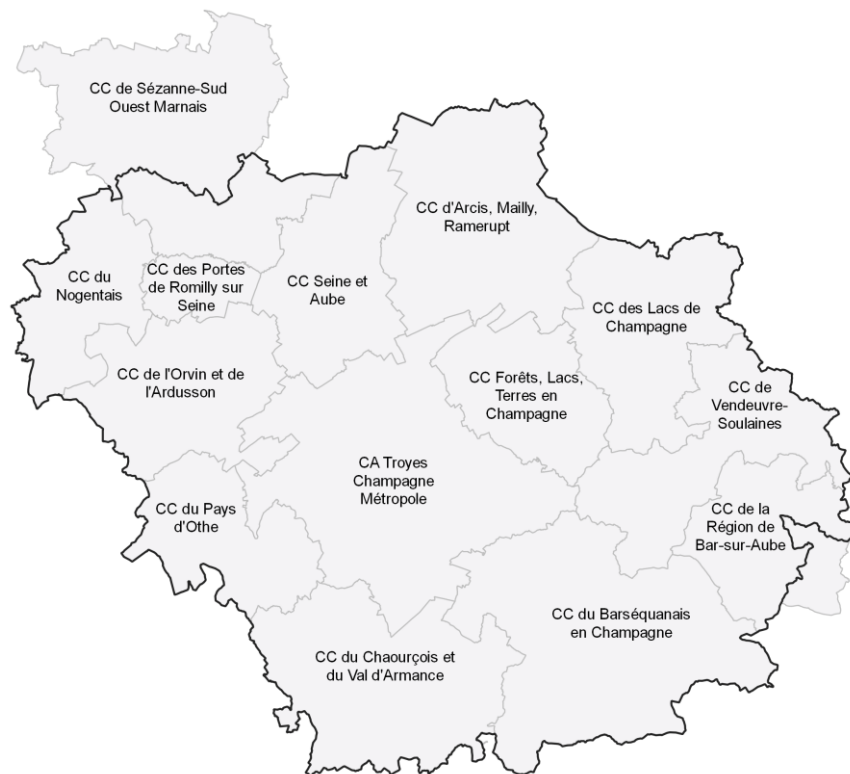 CC de Sézanne-Sud
Ouest Marnais
CC d'Arcis, Mailly,
Ramerupt
CC du
Nogentais
CC des Portes
de Romilly sur
Seine
CC Seine et
Aube
CC des Lacs de
Champagne
CC de l'Orvin et de
l'Ardusson
CC Forêts, Lacs,
Terres en
Champagne
CC de
Vendeuvre-
Soulaines
CA Troyes
Champagne
Métropole
CC du Pays
d'Othe
CC de la
Région de
Bar-sur-Aube
CC du Barséquanais
en Champagne
CC du Chaourçois et
du Val d'Armance